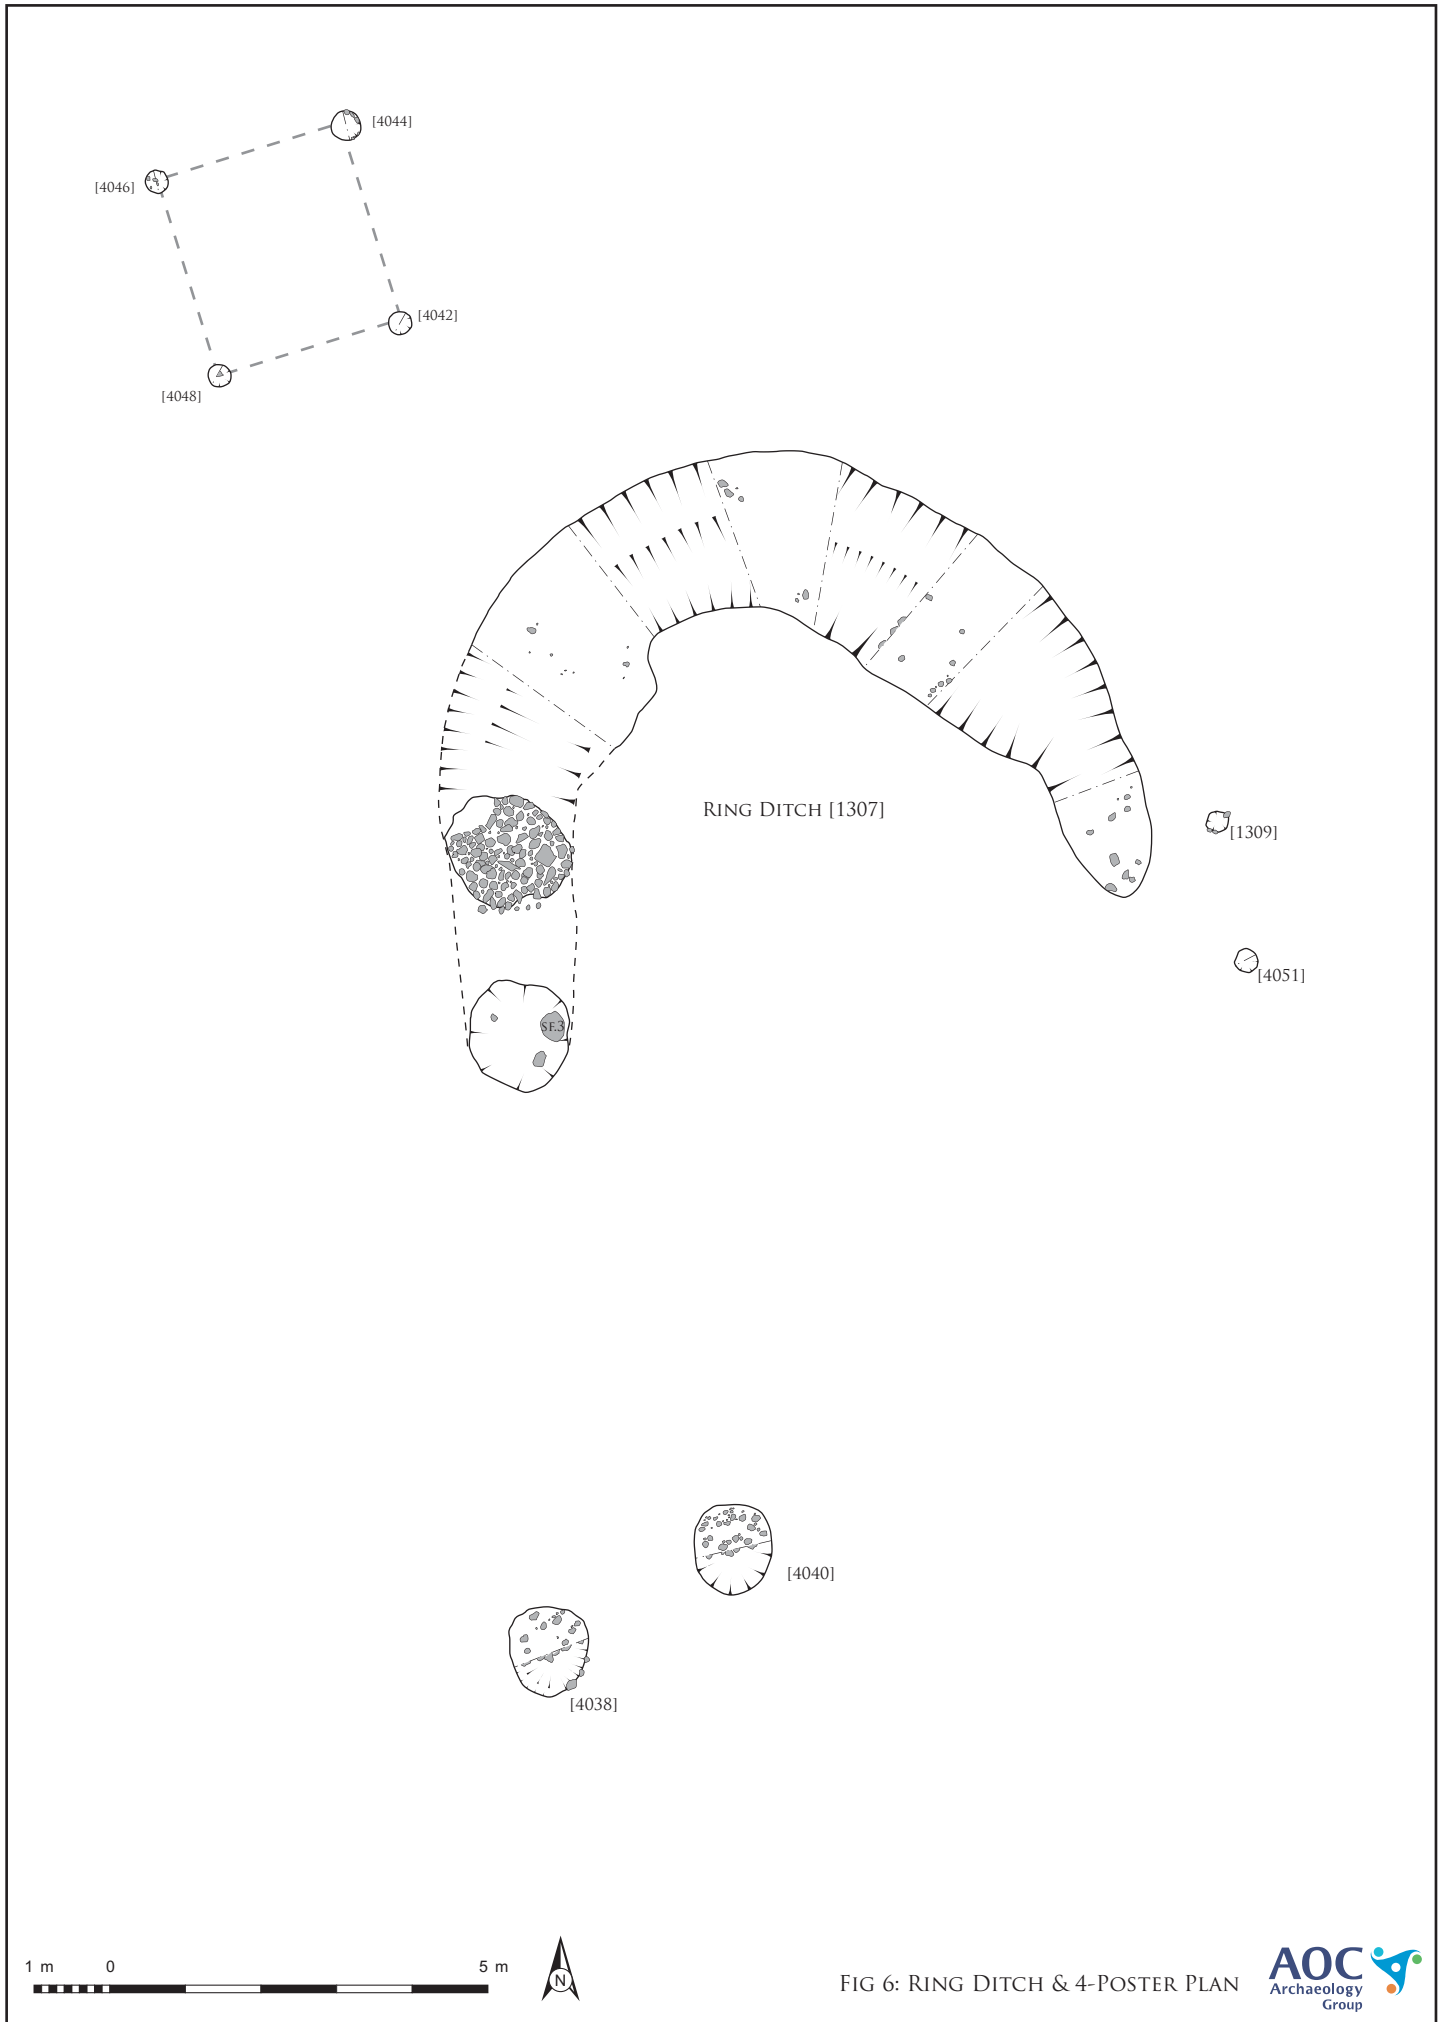 [4044]
[4046]
[4042]
[4048]
RING DITCH [1307]
[1309]
[4051]
SF.3
[4040]
[4038]
1 m 0 5 m
N
FIG 6: RING DITCH & 4-POSTER PLAN
AOC
Archaeology
Group